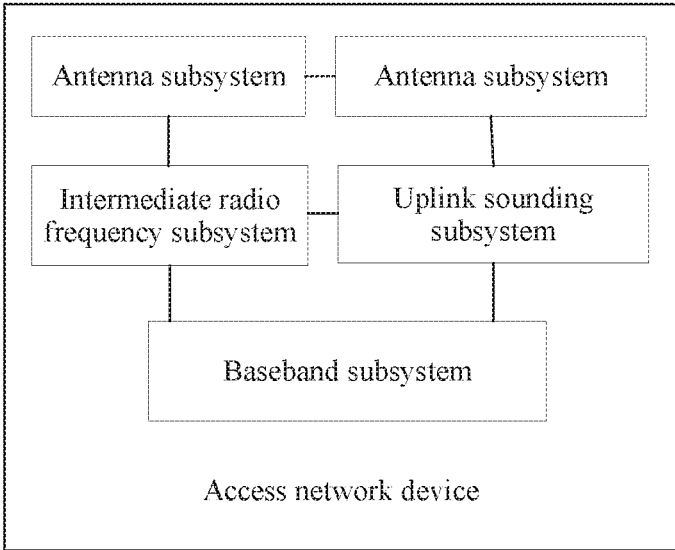 Antenna subsystem
Antenna subsystem
Intermediate radio
frequency subsystem
Uplink sounding
subsystem
Baseband subsystem
Access network device